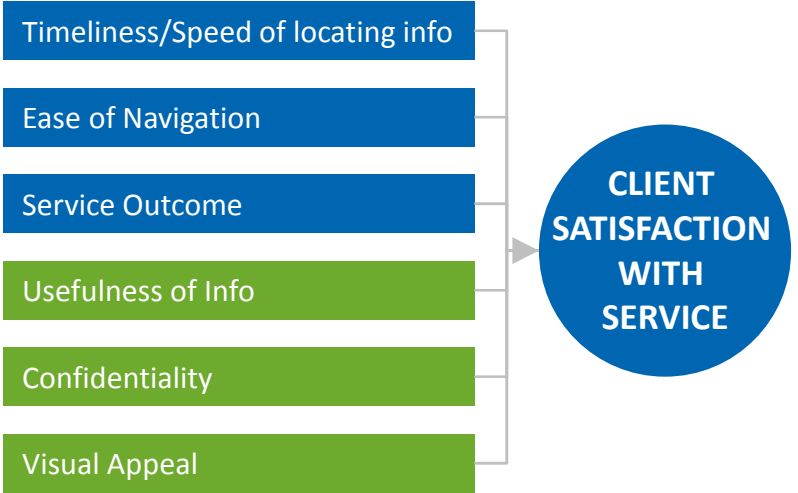 Timeliness/Speed of locating info
Ease of Navigation
Service Outcome
Usefulness of Info
Confidentiality
Visual Appeal
CLIENT
SATISFACTION
WITH
SERVICE